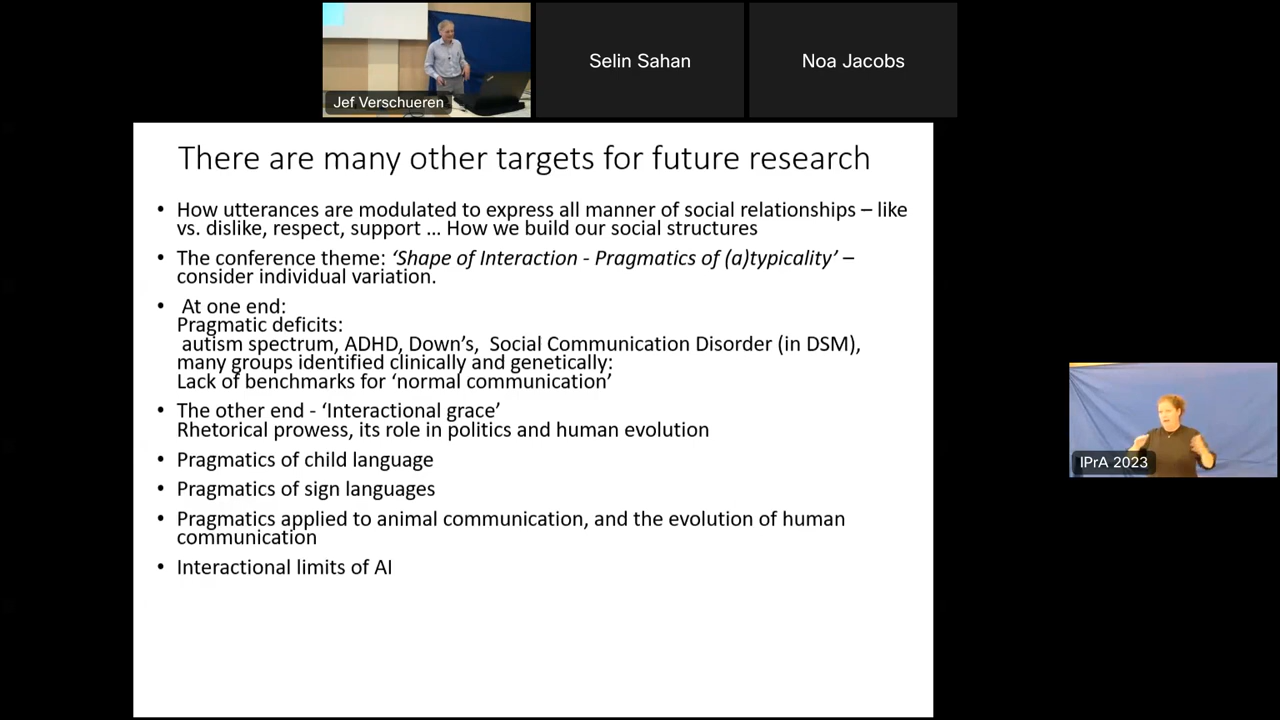 Jef Verschueren
Selin Sahan
Noa Jacobs
There are many other targets for future research
• How utterances are modulated to express all manner of social relationships – like
vs. dislike, respect, support … How we build our social structures
• The conference theme: ‘Shape of Interaction - Pragmatics of (a)typicality’ –
consider individual variation.
• At one end:
Pragmatic deficits:
autism spectrum, ADHD, Down’s, Social Communication Disorder (in DSM),
many groups identified clinically and genetically:
Lack of benchmarks for ‘normal communication’
• The other end - ‘Interactional grace’
Rhetorical prowess, its role in politics and human evolution
• Pragmatics of child language
• Pragmatics of sign languages
• Pragmatics applied to animal communication, and the evolution of human
communication
• Interactional limits of AI
IPrA 2023